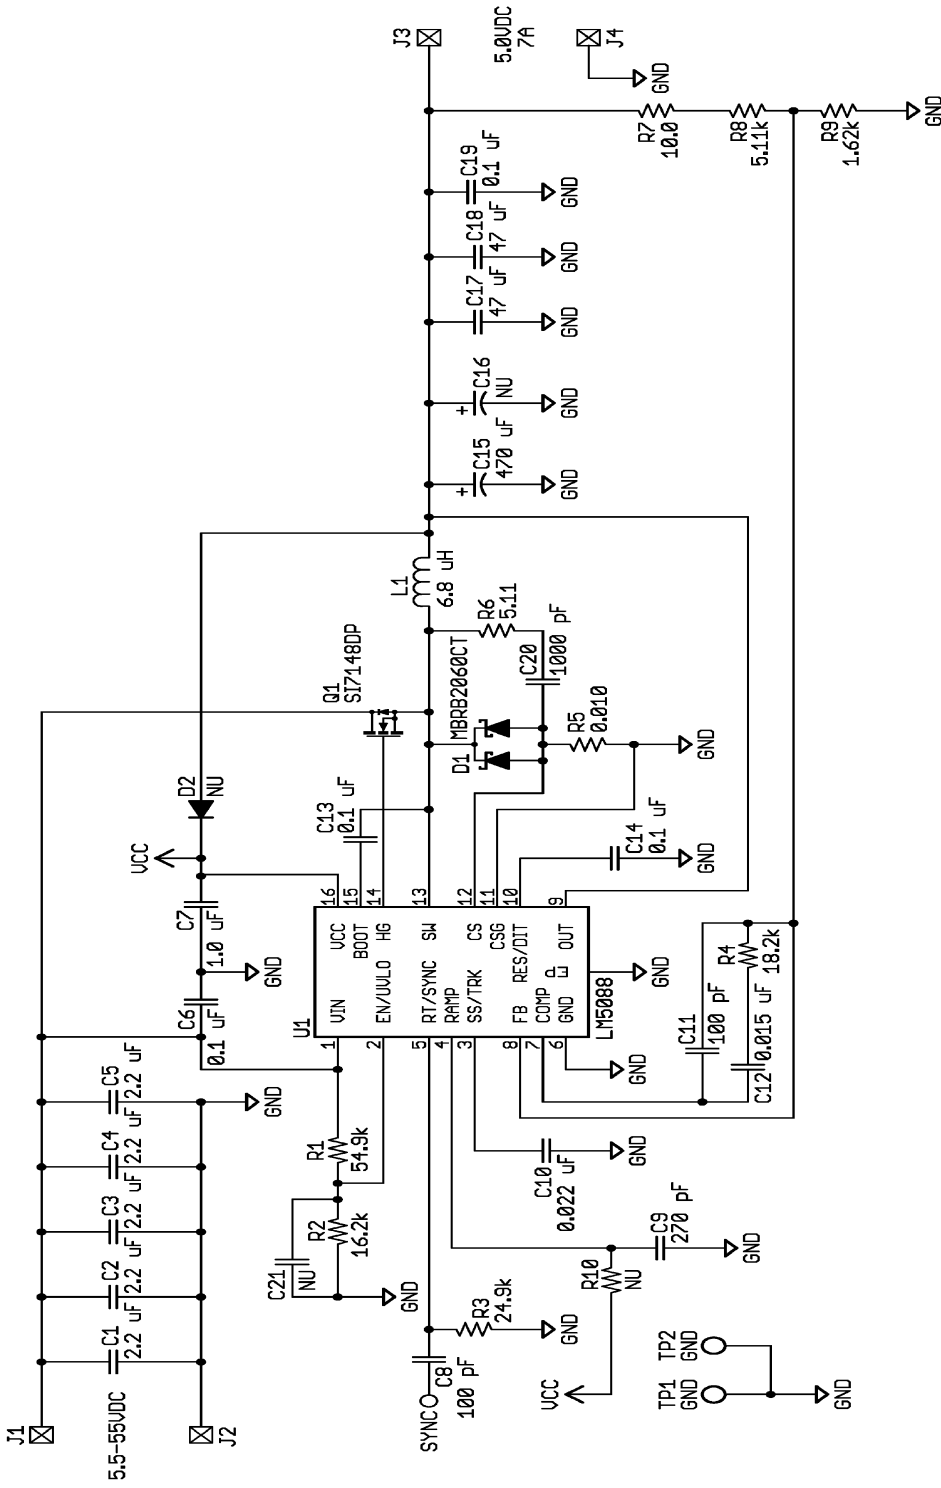 J1
5.5-55VDC
J2
C1
2.2 uF
C2
2.2 uF
C3
2.2 uF
C4
2.2 uF
C5
2.2 uF
GND
C6
0.1 uF
GND
C7
1.0 uF
VCC
D2
NU
C21
NU
R2
16.2k
R1
54.9k
GND
SYNC
C8
100 pF
R3
24.9k
GND
VCC
R10
NU
C9
270 pF
GND
C10
0.022 uF
GND
TP1
GND
TP2
GND
GND
U1
LM5088
1
2
5
4
3
8
7
6
VIN
EN/UVLO
RT/SYNC
RAMP
SS/TRK
FB
COMP
GND
VCC
BOOT
HG
SW
CS
CSG
RES/DIT
OUT
EP
16
15
14
13
12
11
10
9
GND
GND
C11
100 pF
C12
0.015 uF
R4
18.2k
C13
0.1 uF
C14
0.1 uF
GND
Q1
SI7148DP
D1
MBRB2060CT
R5
0.010
GND
R6
5.11
C20
1000 pF
L1
6.8 uH
+
C15
470 uF
GND
+
C16
NU
GND
C17
47 uF
GND
C18
47 uF
GND
C19
0.1 uF
GND
J3
5.0VDC
7A
J4
GND
R7
10.0
R8
5.11k
R9
1.62k
GND